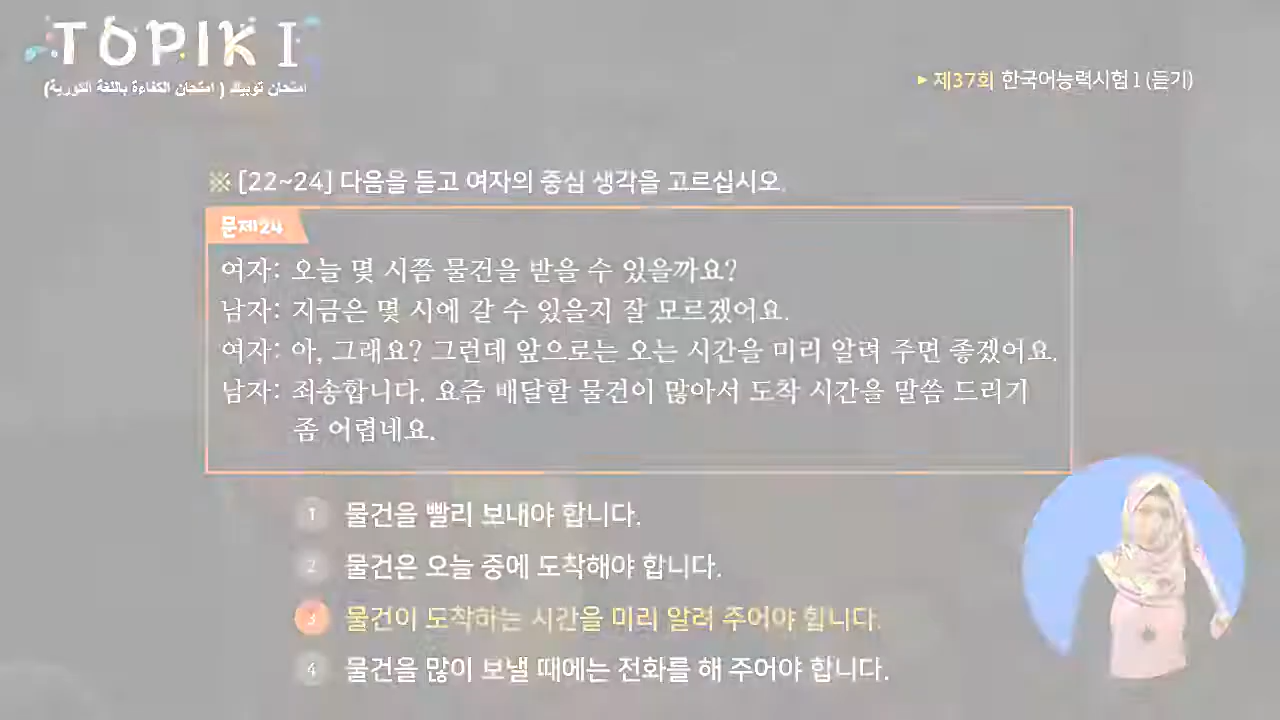 TOPIK I
امتحان توبيك ( امتحان الكفاءة باللغة الكورية)
▸ 제37회 한국어능력시험 I (듣기)
※ [22~24] 다음을 듣고 여자의 중심 생각을 고르십시오.
문제24
여자: 오늘 몇 시쯤 물건을 받을 수 있을까요?
남자: 지금은 몇 시에 갈 수 있을지 잘 모르겠어요.
여자: 아, 그래요? 그런데 앞으로는 오는 시간을 미리 알려 주면 좋겠어요.
남자: 죄송합니다. 요즘 배달할 물건이 많아서 도착 시간을 말씀 드리기
좀 어렵네요.
1 물건을 빨리 보내야 합니다.
2 물건은 오늘 중에 도착해야 합니다.
3 물건이 도착하는 시간을 미리 알려 주어야 힙니다.
4 물건을 많이 보낼 때에는 전화를 해 주어야 합니다.